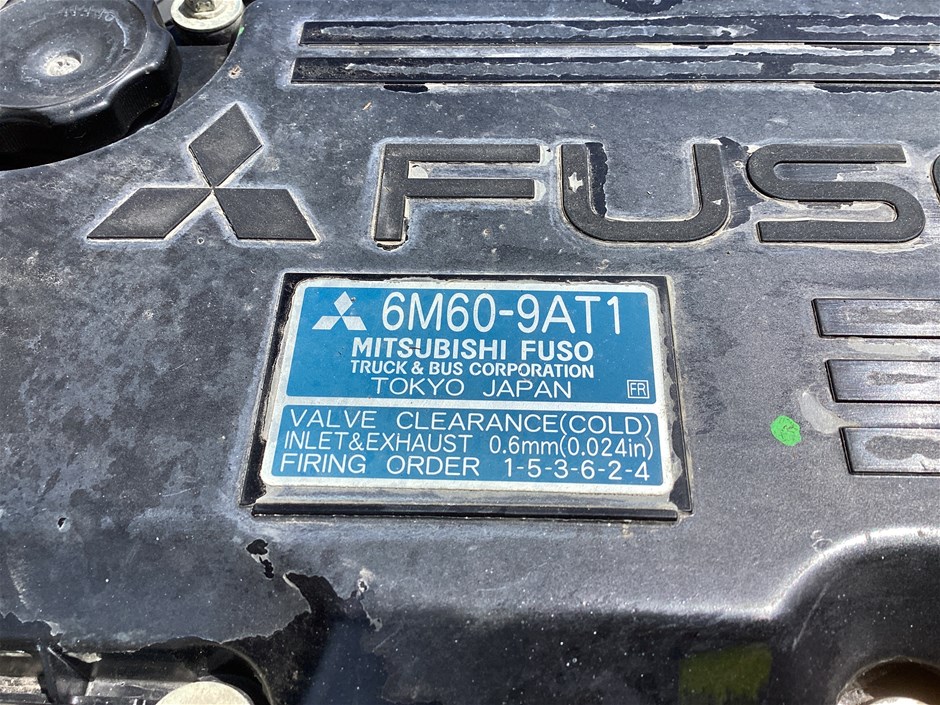 FUSO
6M60-9AT1
MITSUBISHI FUSO
TRUCK & BUS CORPORATION
TOKYO JAPAN
FR
VALVE CLEARANCE(COLD)
INLET&EXHAUST 0.6mm(0.024in)
FIRING ORDER 1-5-3-6-2-4